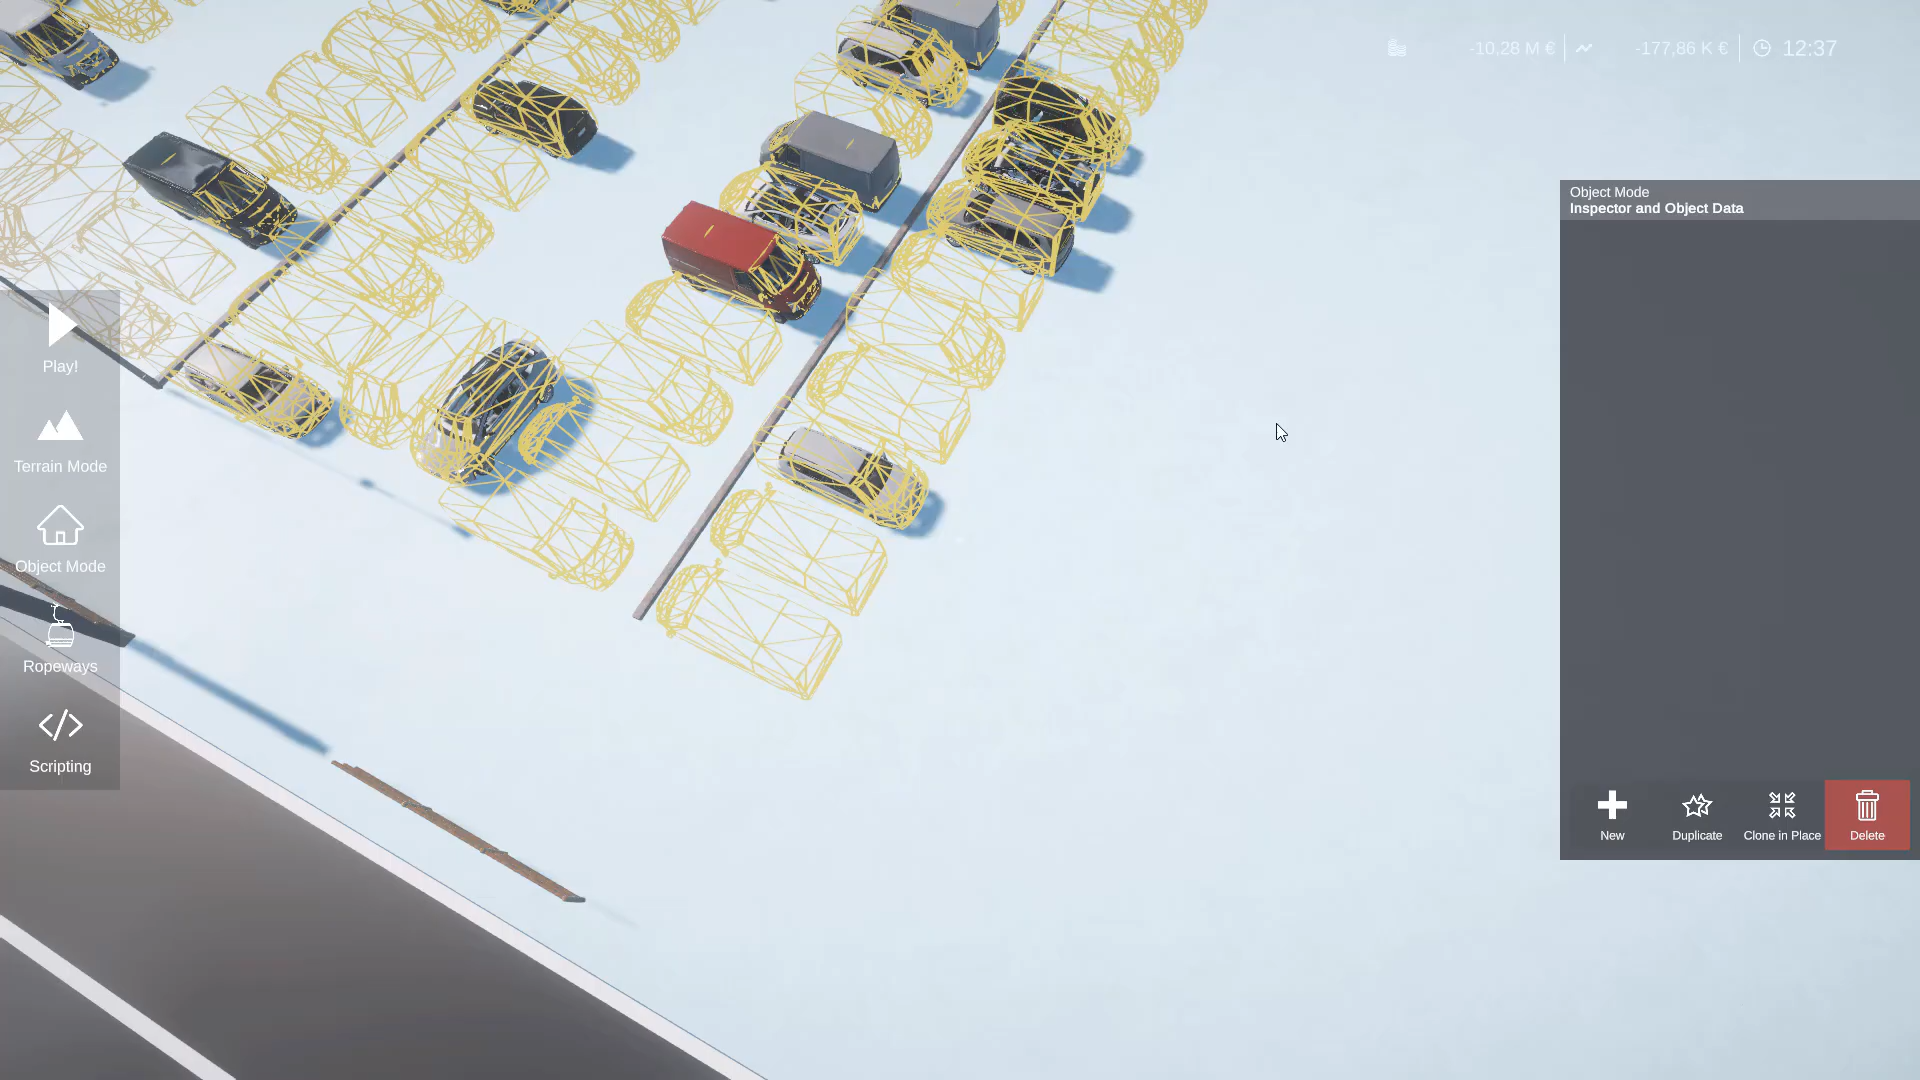 -10,28 M €
-177,86 K €
12:37
Object Mode
Inspector and Object Data
Play!
Terrain Mode
Object Mode
Ropeways
Scripting
New
Duplicate
Clone in Place
Delete